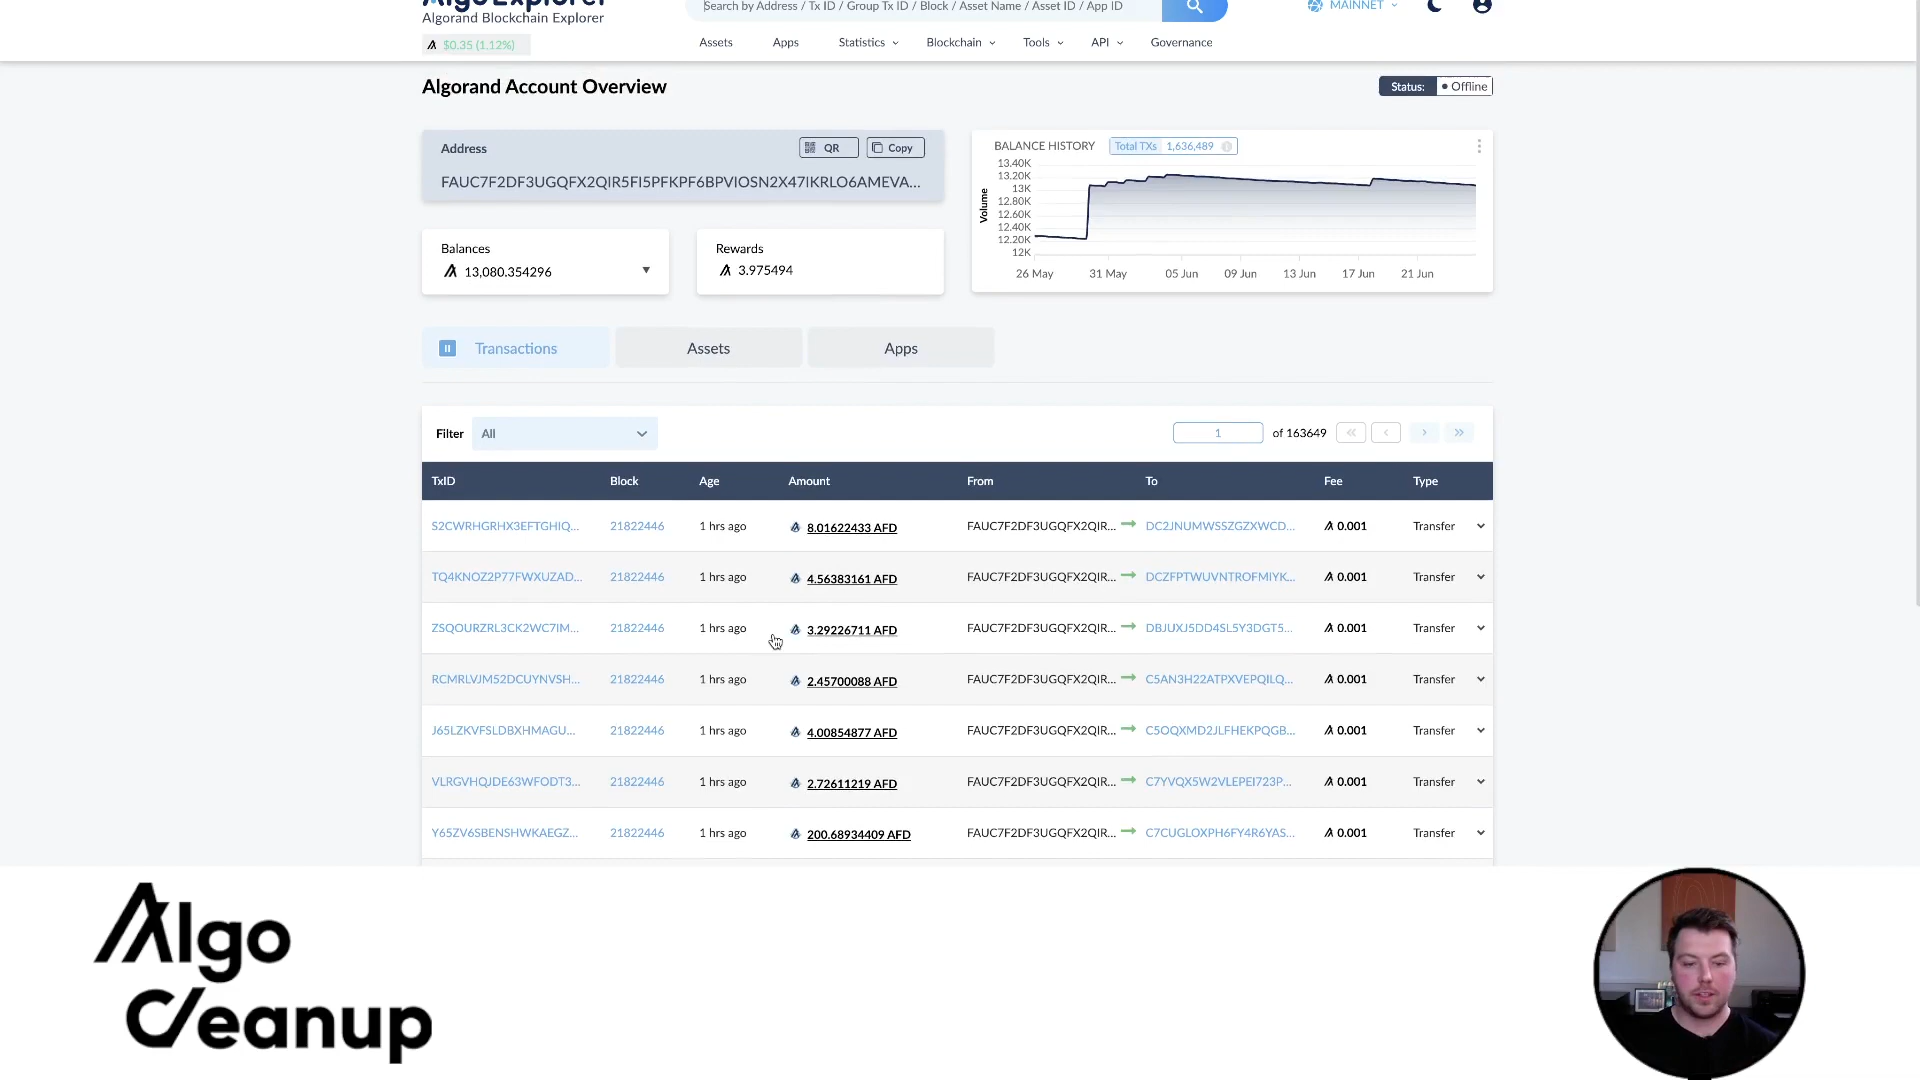 AlgoExplorer
Algorand Blockchain Explorer
$0.35 (1.12%)
Search by Address / Tx ID / Group Tx ID / Block / Asset Name / Asset ID / App ID
MAINNET
Assets Apps Statistics Blockchain Tools API Governance
Algorand Account Overview
Status: Offline
Address QR Copy
FAUC7F2DF3UGQFX2QIR5FI5PFKPF6BPVIOSN2X47IKRLO6AMEVA...
Balances
13,080.354296
Rewards
3.975494
BALANCE HISTORY Total TXs 1,636,489
Volume
13.40K
13.20K
13K
12.80K
12.60K
12.40K
12.20K
12K
26 May 31 May 05 Jun 09 Jun 13 Jun 17 Jun 21 Jun
Transactions Assets Apps
Filter All 1 of 163649
TxID Block Age Amount From To Fee Type
S2CWRHGRHX3EFTGHIQ... 21822446 1 hrs ago 8.01622433 AFD FAUC7F2DF3UGQFX2QIR... DC2JNUMWSSZGZXWCD... 0.001 Transfer
TQ4KNOZ2P77FWXUZAD... 21822446 1 hrs ago 4.56383161 AFD FAUC7F2DF3UGQFX2QIR... DCZFPTWUVNTROFMIYK... 0.001 Transfer
ZSQOURZRL3CK2WC7IM... 21822446 1 hrs ago 3.29226711 AFD FAUC7F2DF3UGQFX2QIR... DBJUXJ5DD4SL5Y3DGT5... 0.001 Transfer
RCMRLVJM52DCUYNVSH... 21822446 1 hrs ago 2.45700088 AFD FAUC7F2DF3UGQFX2QIR... C5AN3H22ATPXVEPQILQ... 0.001 Transfer
J65LZKVFSLDBXHMAGU... 21822446 1 hrs ago 4.00854877 AFD FAUC7F2DF3UGQFX2QIR... C5OQXMD2JLFHEKPQGB... 0.001 Transfer
VLRGVHQJDE63WFODT3... 21822446 1 hrs ago 2.72611219 AFD FAUC7F2DF3UGQFX2QIR... C7YVQX5W2VLEPEI723P... 0.001 Transfer
Y65ZV6SBENSHWKAEGZ... 21822446 1 hrs ago 200.68934409 AFD FAUC7F2DF3UGQFX2QIR... C7CUGLOXPH6FY4R6YAS... 0.001 Transfer
Algo
Cleanup